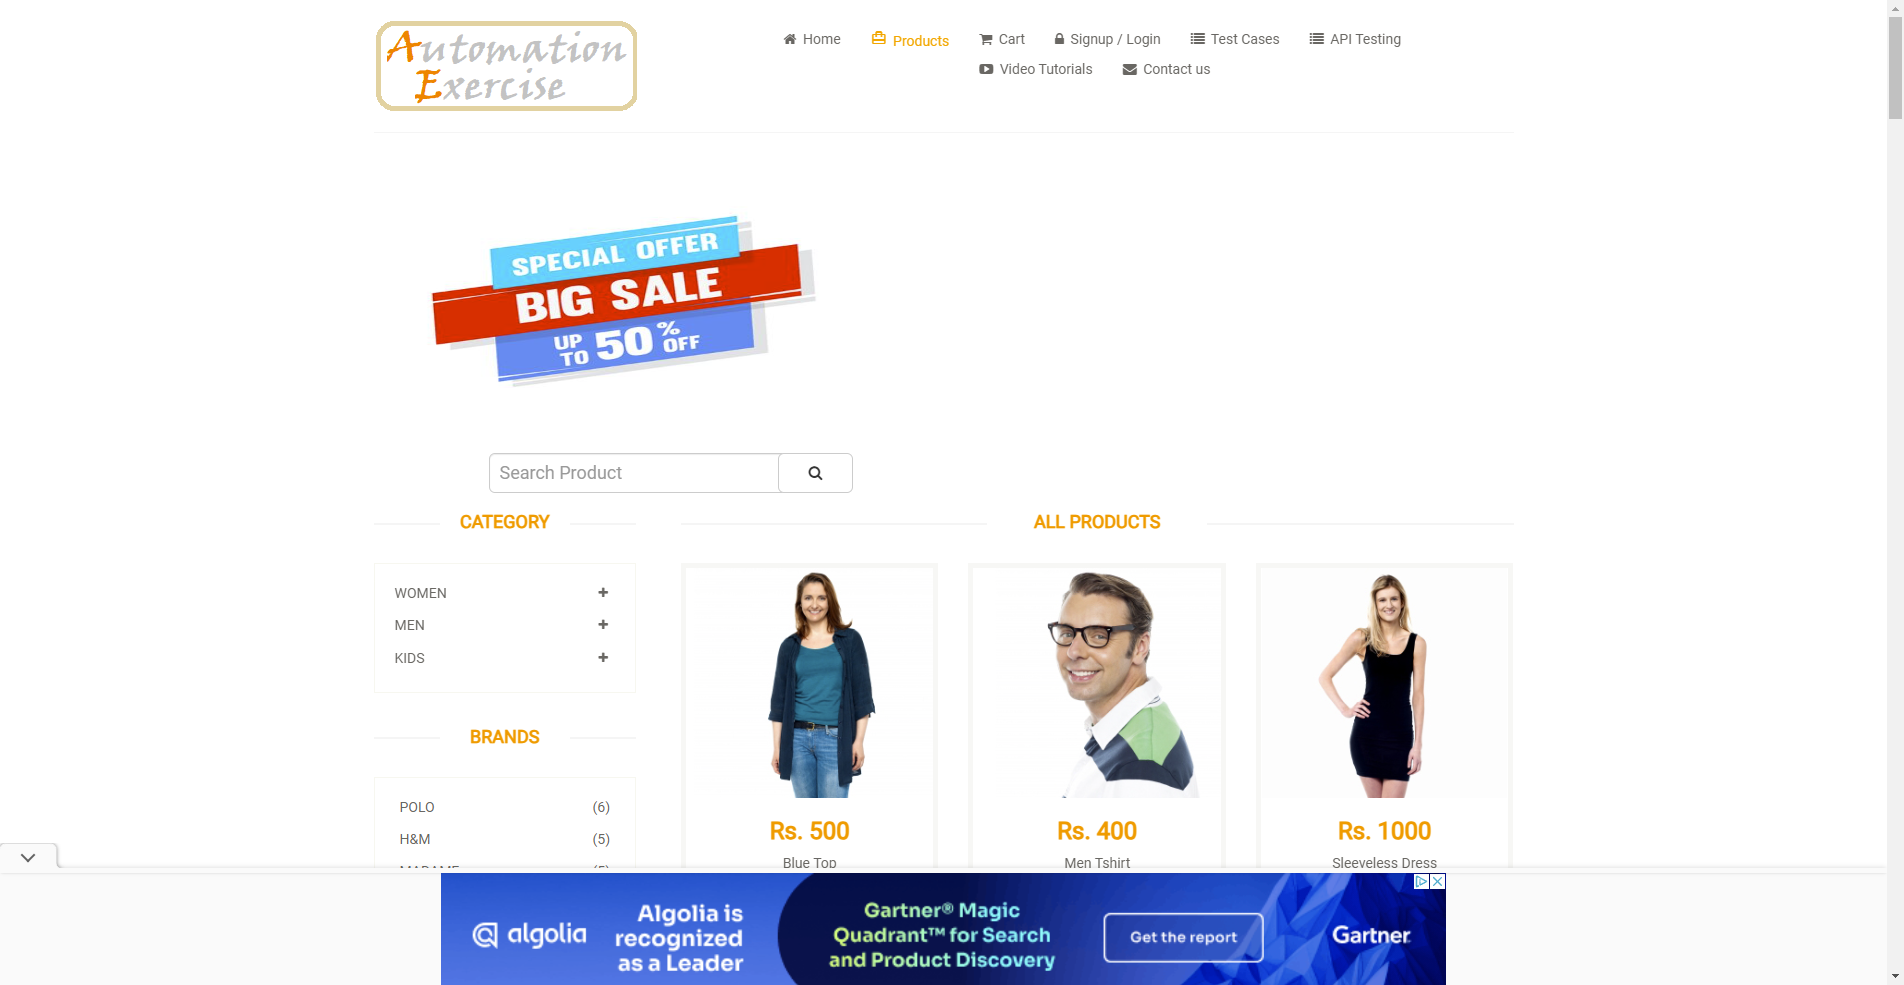 Automation
Exercise
Home
Products
Cart
Signup / Login
Test Cases
API Testing
Video Tutorials
Contact us
SPECIAL OFFER
BIG SALE
UP TO 50% OFF
Search Product
CATEGORY
ALL PRODUCTS
WOMEN
MEN
KIDS
BRANDS
POLO (6)
H&M (5)
Rs. 500
Blue Top
Rs. 400
Men Tshirt
Rs. 1000
Sleeveless Dress
algolia
Algolia is
recognized
as a Leader
Gartner® Magic
Quadrant™ for Search
and Product Discovery
Get the report
Gartner